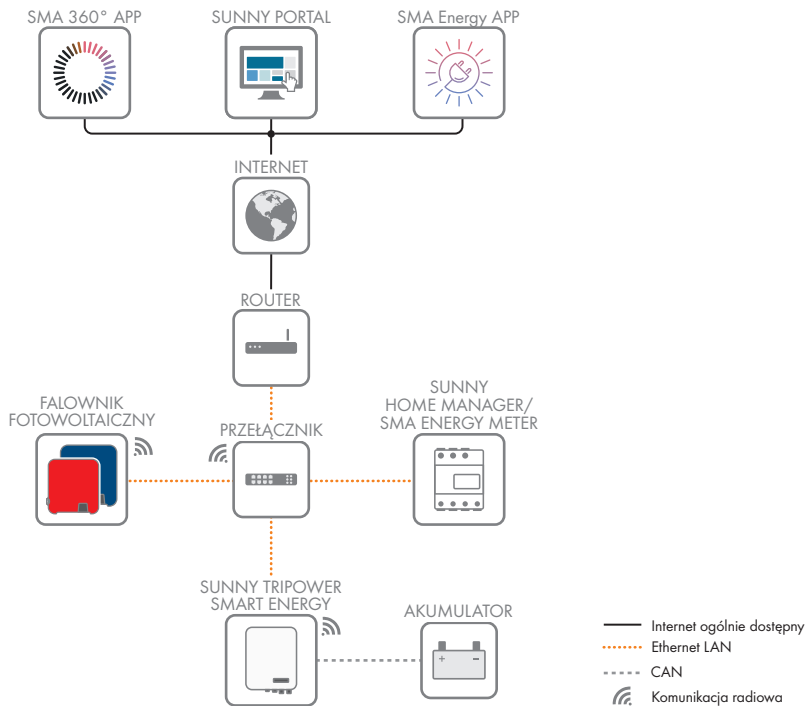 SMA 360° APP
SUNNY PORTAL
SMA Energy APP
INTERNET
ROUTER
FALOWNIK
FOTOWOLTAICZNY
PRZEŁĄCZNIK
SUNNY
HOME MANAGER/
SMA ENERGY METER
SUNNY TRIPOWER
SMART ENERGY
AKUMULATOR
+ −
Internet ogólnie dostępny
Ethernet LAN
CAN
Komunikacja radiowa